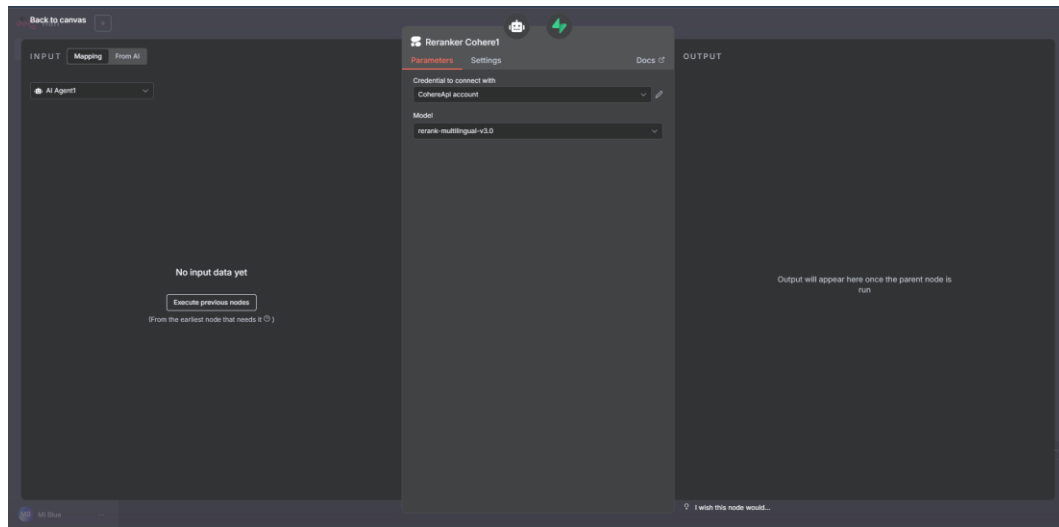 Back to canvas
INPUT
Mapping
From AI
AI Agent1
No input data yet
Execute previous nodes
(From the earliest node that needs it )
Reranker Cohere1
Parameters
Settings
Docs
Credential to connect with
CohereApi account
Model
rerank-multilingual-v3.0
OUTPUT
Output will appear here once the parent node is
run
I wish this node would...
Mi Blue